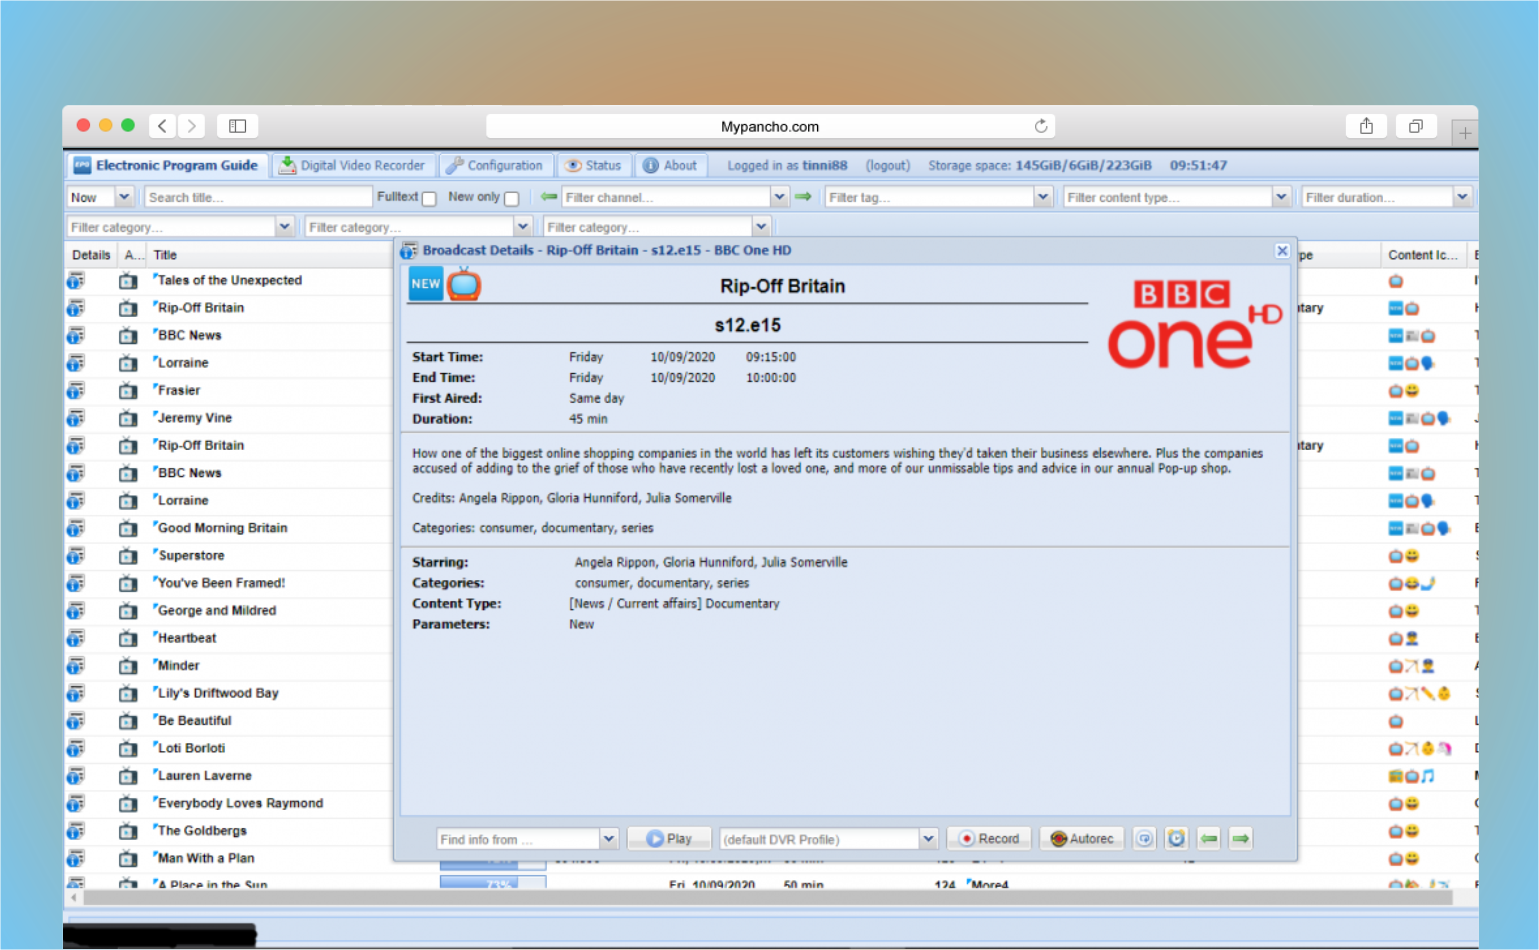 Mypancho.com
Electronic Program Guide Digital Video Recorder Configuration Status About Logged in as tinni88 (logout) Storage space: 145GiB/6GiB/223GiB 09:51:47
Now Search title... Fulltext New only Filter channel... Filter tag... Filter content type... Filter duration...
Filter category... Filter category... Filter category...
Details A... Title Content Ic...
Broadcast Details - Rip-Off Britain - s12.e15 - BBC One HD
NEW
Rip-Off Britain
s12.e15
BBC
one HD
Start Time: Friday 10/09/2020 09:15:00
End Time: Friday 10/09/2020 10:00:00
First Aired: Same day
Duration: 45 min
How one of the biggest online shopping companies in the world has left its customers wishing they'd taken their business elsewhere. Plus the companies
accused of adding to the grief of those who have recently lost a loved one, and more of our unmissable tips and advice in our annual Pop-up shop.
Credits: Angela Rippon, Gloria Hunniford, Julia Somerville
Categories: consumer, documentary, series
Starring: Angela Rippon, Gloria Hunniford, Julia Somerville
Categories: consumer, documentary, series
Content Type: [News / Current affairs] Documentary
Parameters: New
Find info from ... Play (default DVR Profile) Record Autorec
Tales of the Unexpected
Rip-Off Britain
BBC News
Lorraine
Frasier
Jeremy Vine
Rip-Off Britain
BBC News
Lorraine
Good Morning Britain
Superstore
You've Been Framed!
George and Mildred
Heartbeat
Minder
Lily's Driftwood Bay
Be Beautiful
Loti Borloti
Lauren Laverne
Everybody Loves Raymond
The Goldbergs
Man With a Plan
A Place in the Sun 73% Fri, 10/09/2020 50 min 124 More4